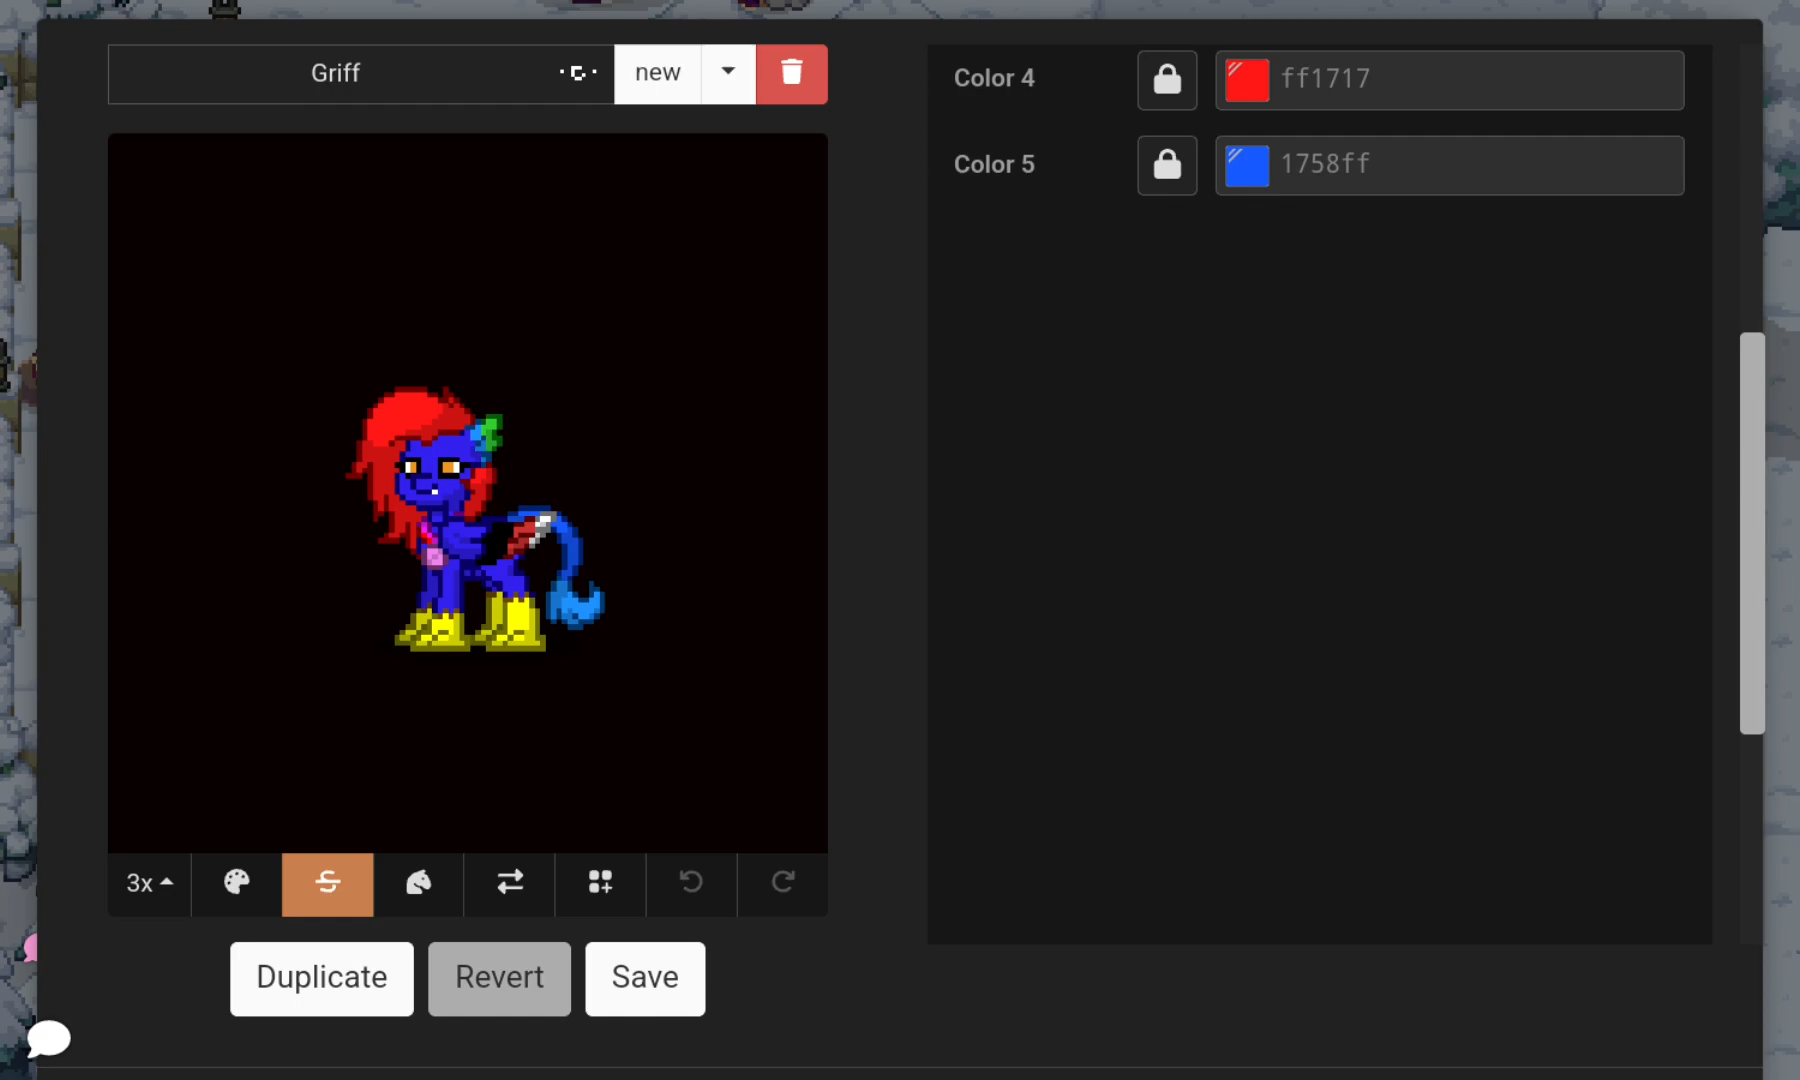 Griff
new
Color 4
ff1717
Color 5
1758ff
3x
Duplicate
Revert
Save